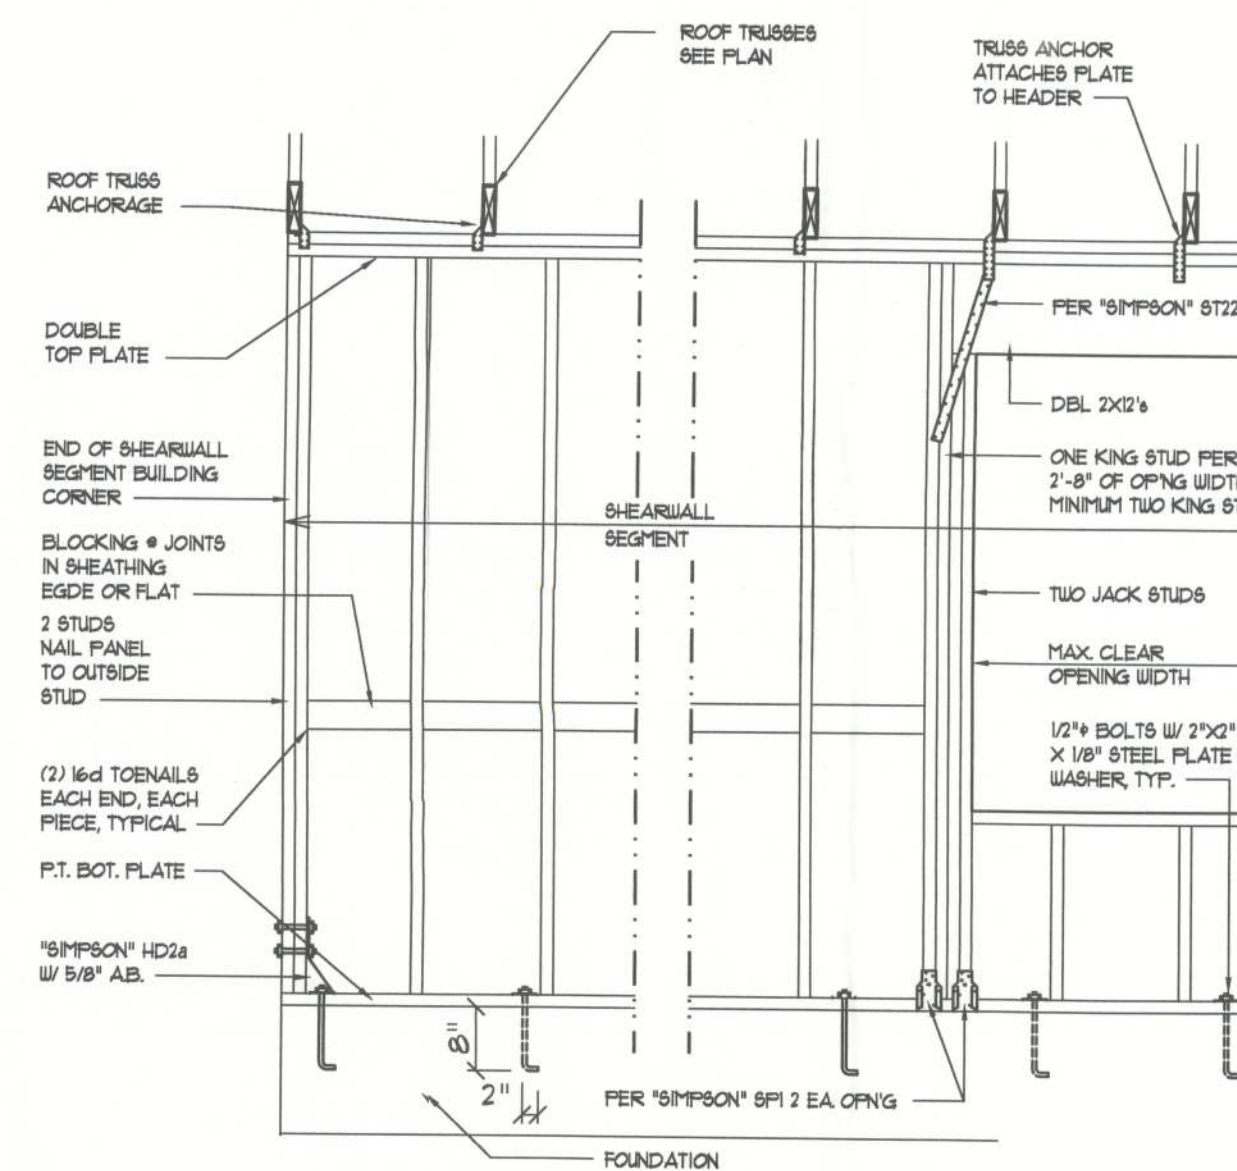 ROOF TRUSSES
SEE PLAN
TRUSS ANCHOR
ATTACHES PLATE
TO HEADER
ROOF TRUSS
ANCHORAGE
DOUBLE
TOP PLATE
PER "SIMPSON" ST22
DBL 2X12's
END OF SHEARWALL
SEGMENT BUILDING
CORNER
ONE KING STUD PER
2'-8" OF OP'NG WIDTH
MINIMUM TWO KING ST
SHEARWALL
SEGMENT
BLOCKING @ JOINTS
IN SHEATHING
EGDE OR FLAT
2 STUDS
NAIL PANEL
TO OUTSIDE
STUD
TWO JACK STUDS
MAX. CLEAR
OPENING WIDTH
1/2"φ BOLTS W/ 2"X2"
X 1/8" STEEL PLATE
WASHER, TYP.
(2) 16d TOENAILS
EACH END, EACH
PIECE, TYPICAL
P.T. BOT. PLATE
"SIMPSON" HD2a
W/ 5/8" A.B.
8"
2"
PER "SIMPSON" SP1 2 EA. OPN'G
FOUNDATION